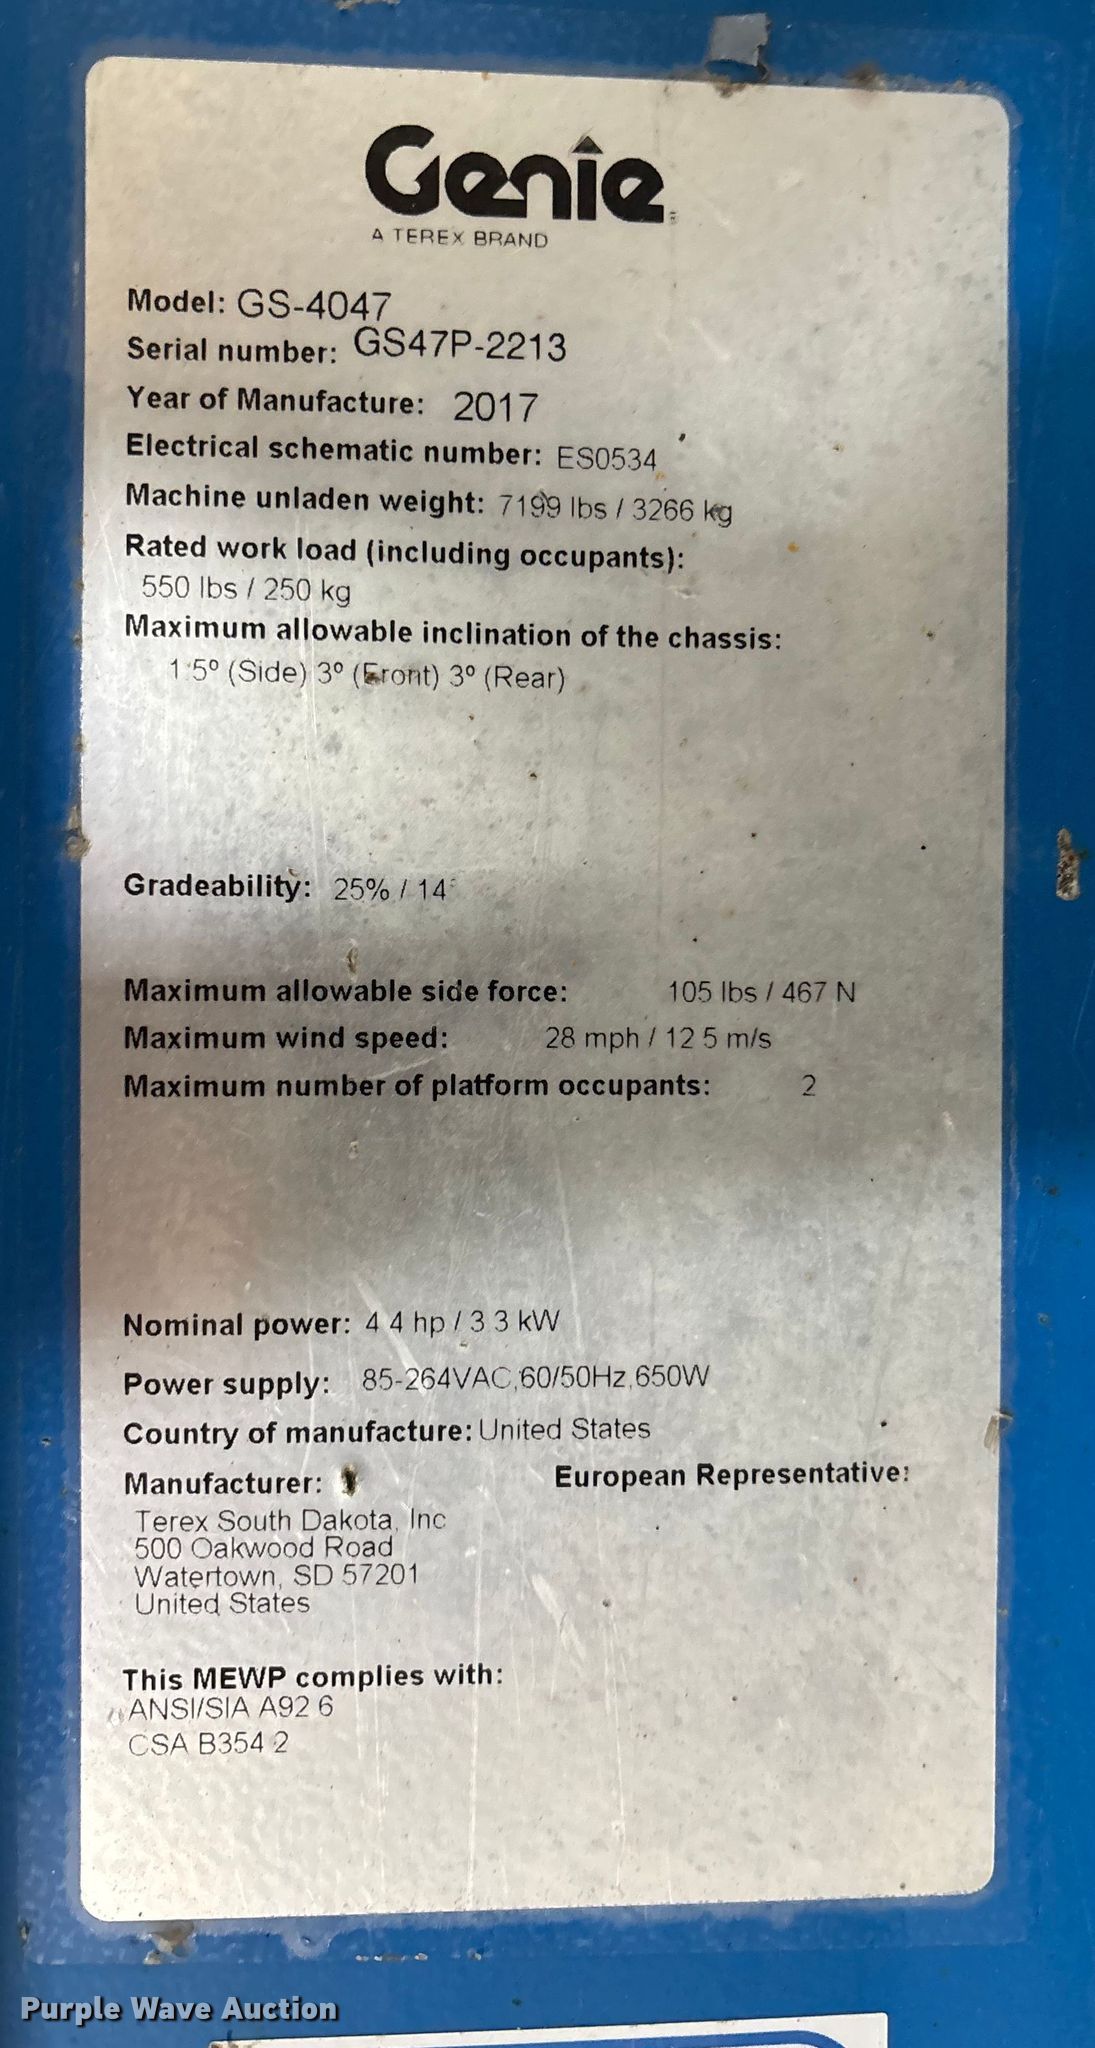 Genie
A TEREX BRAND
Model: GS-4047
Serial number: GS47P-2213
Year of Manufacture: 2017
Electrical schematic number: ES0534
Machine unladen weight: 7199 lbs / 3266 kg
Rated work load (including occupants):
550 lbs / 250 kg
Maximum allowable inclination of the chassis:
1.5º (Side) 3º (Front) 3º (Rear)
Gradeability: 25% / 14°
Maximum allowable side force: 105 lbs / 467 N
Maximum wind speed: 28 mph / 12.5 m/s
Maximum number of platform occupants: 2
Nominal power: 4.4 hp / 3.3 kW
Power supply: 85-264VAC,60/50Hz,650W
Country of manufacture: United States
Manufacturer: European Representative:
Terex South Dakota, Inc
500 Oakwood Road
Watertown, SD 57201
United States
This MEWP complies with:
ANSI/SIA A92.6
CSA B354.2
Purple Wave Auction